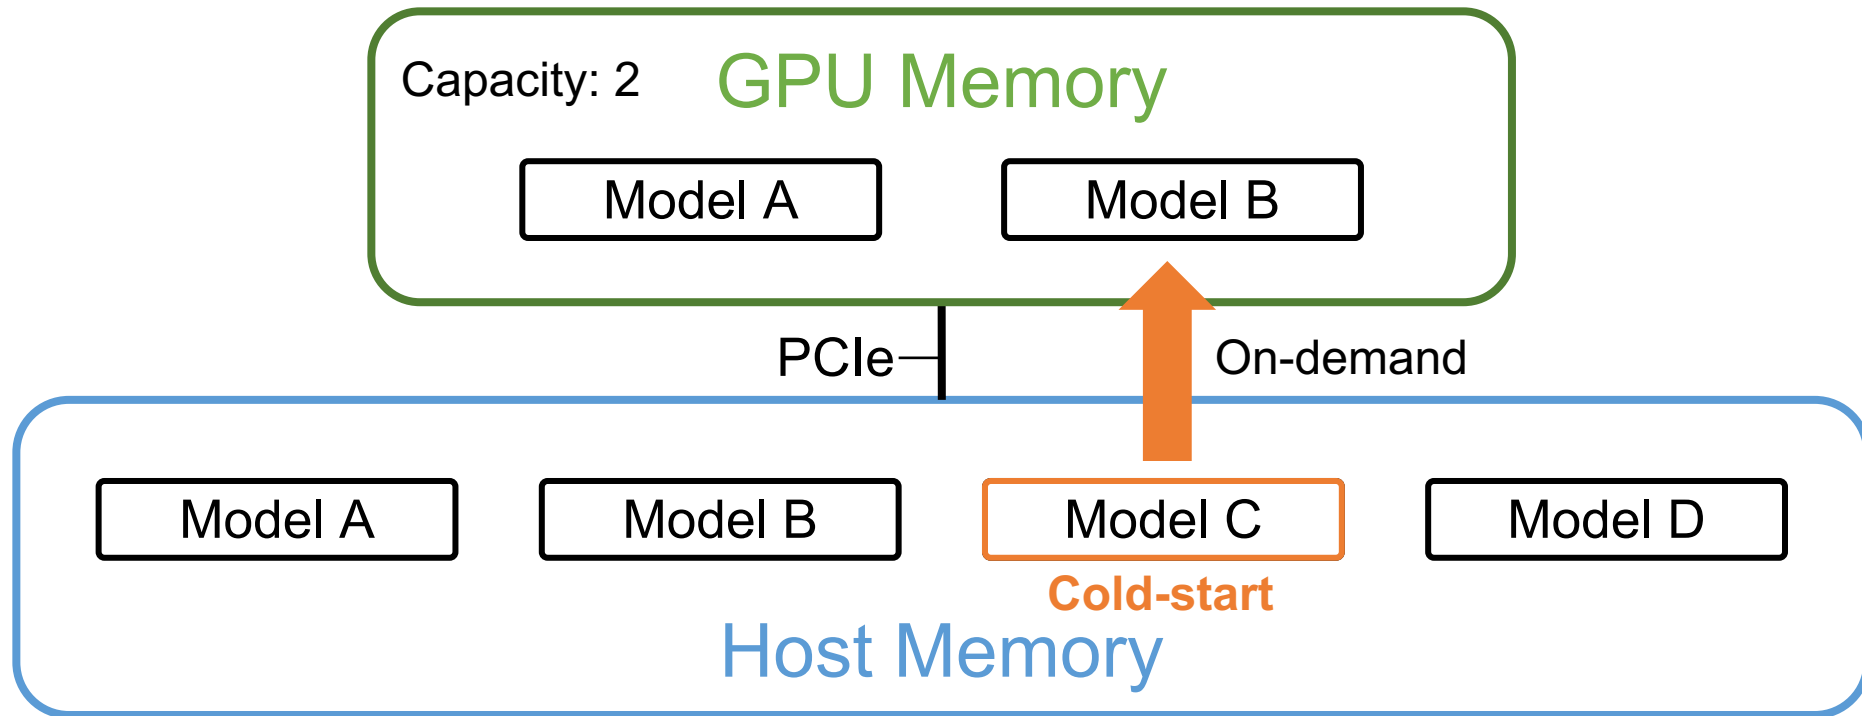 Capacity: 2
GPU Memory
Model A
Model B
PCIe
On-demand
Model A
Model B
Model C
Model D
Cold-start
Host Memory